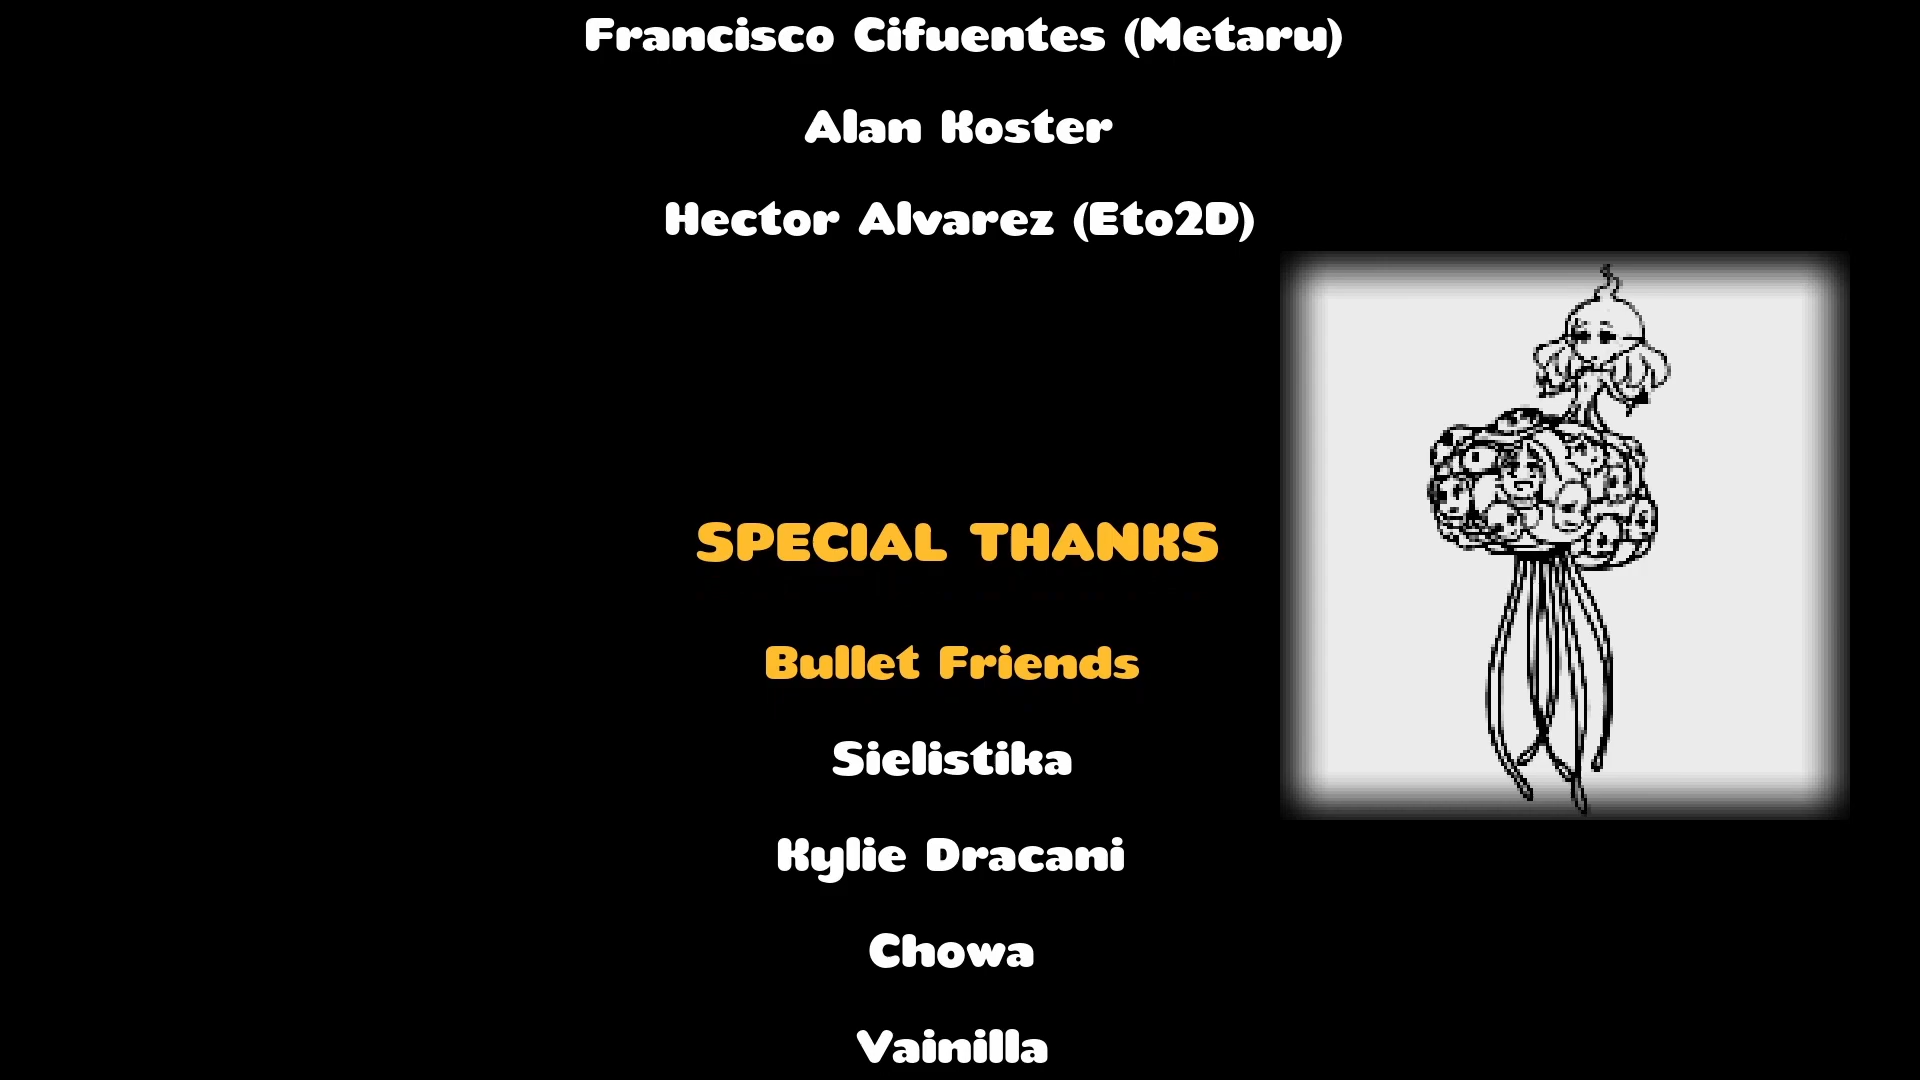 Francisco Cifuentes (Metaru)
Alan Koster
Hector Alvarez (Eto2D)
SPECIAL THANKS
Bullet Friends
Sielistika
Kylie Dracani
Chowa
Vainilla